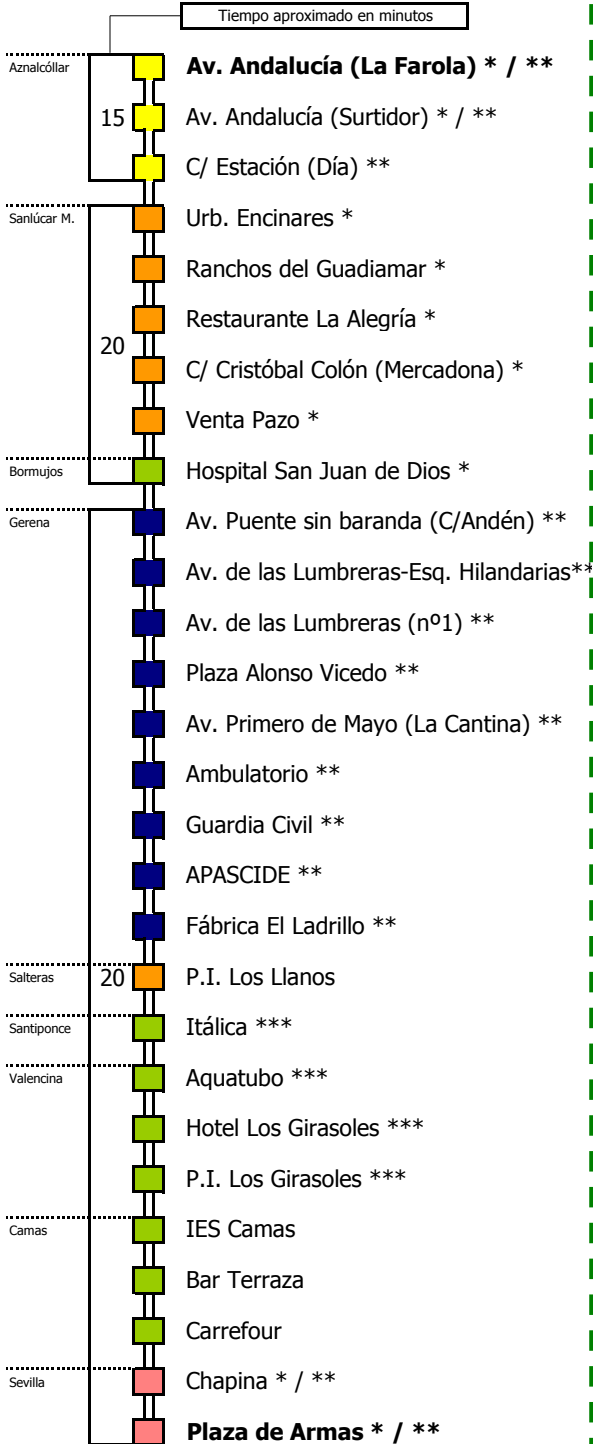 Tiempo aproximado en minutos
Aznalcóllar
Av. Andalucía (La Farola) * / **
15
Av. Andalucía (Surtidor) * / **
C/ Estación (Día) **
Sanlúcar M.
Urb. Encinares *
Ranchos del Guadiamar *
Restaurante La Alegría *
20
C/ Cristóbal Colón (Mercadona) *
Venta Pazo *
Bormujos
Hospital San Juan de Dios *
Gerena
Av. Puente sin baranda (C/Andén) **
Av. de las Lumbreras-Esq. Hilandarias**
Av. de las Lumbreras (nº1) **
Plaza Alonso Vicedo **
Av. Primero de Mayo (La Cantina) **
Ambulatorio **
Guardia Civil **
APASCIDE **
Fábrica El Ladrillo **
Salteras
20
P.I. Los Llanos
Santiponce
Itálica ***
Valencina
Aquatubo ***
Hotel Los Girasoles ***
P.I. Los Girasoles ***
Camas
IES Camas
Bar Terraza
Carrefour
Sevilla
Chapina * / **
Plaza de Armas * / **